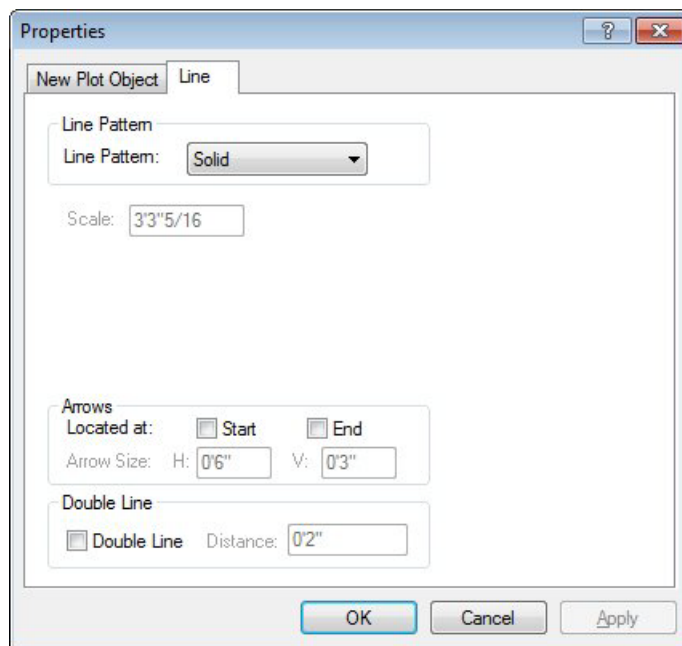 Properties
New Plot Object Line
Line Pattern
Line Pattern: Solid
Scale: 3'3"5/16
Arrows
Located at: Start End
Arrow Size: H: 0'6" V: 0'3"
Double Line
Double Line Distance: 0'2"
OK Cancel Apply